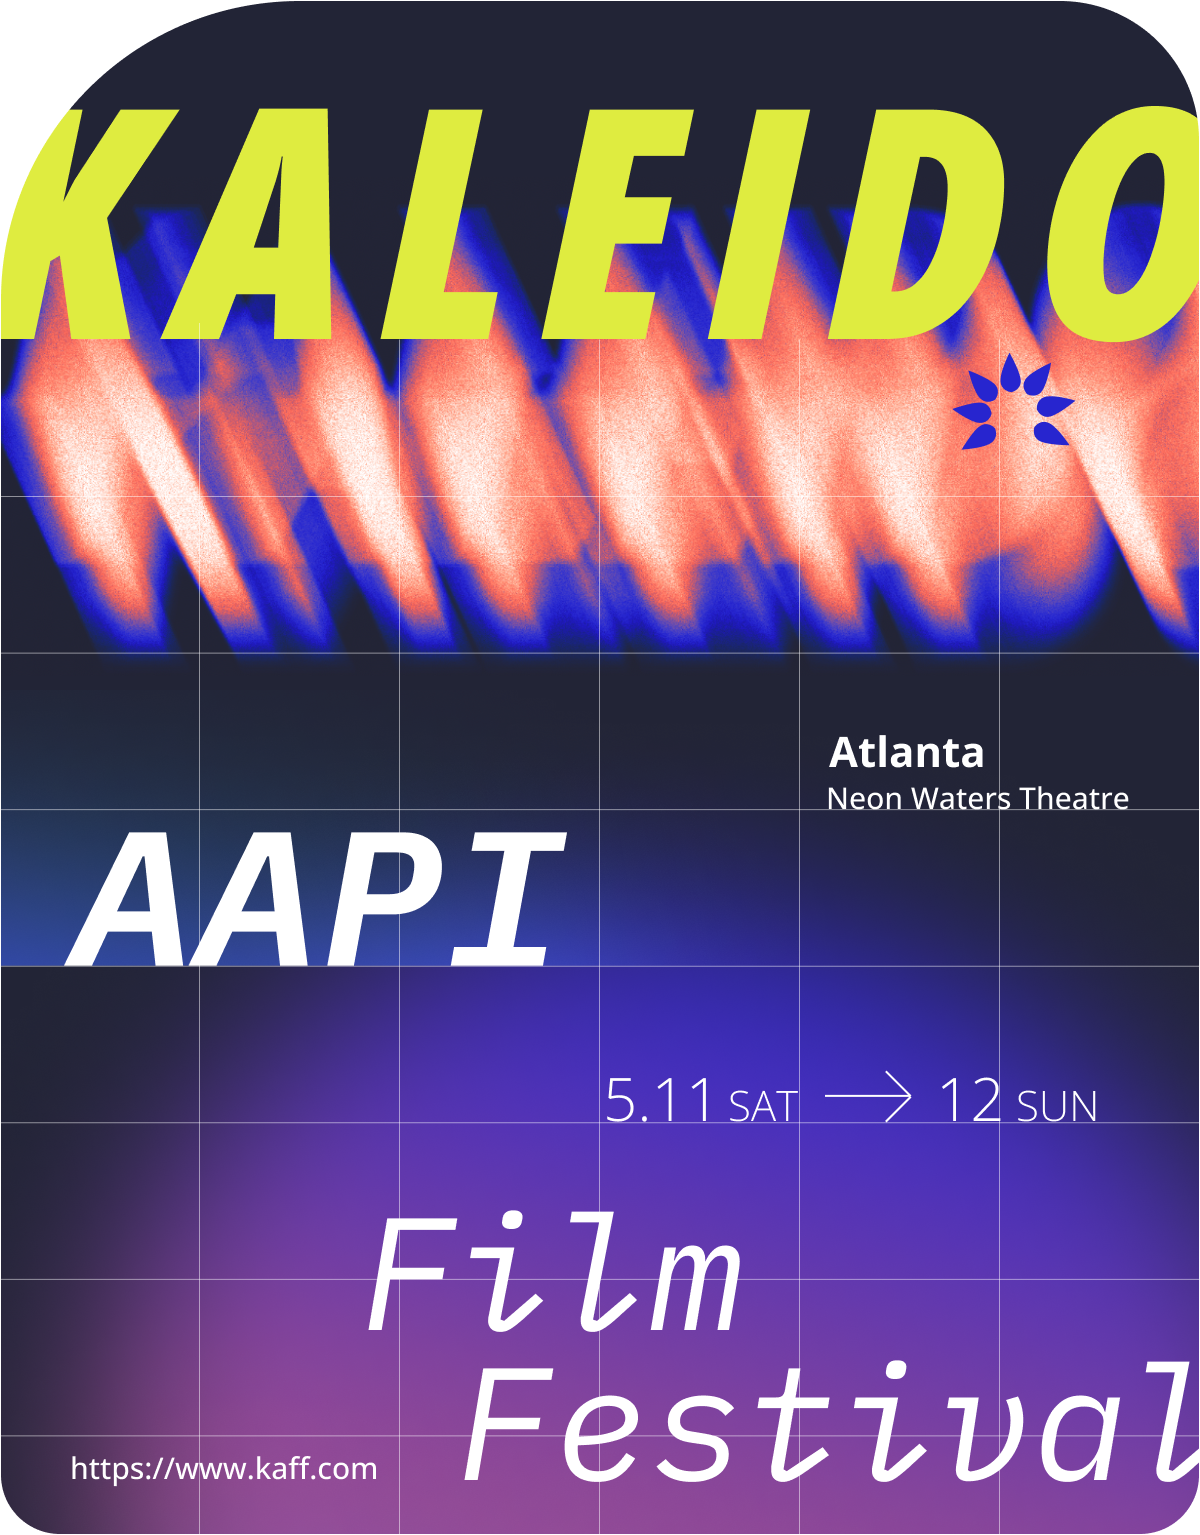 KALEIDO
Atlanta
Neon Waters Theatre
AAPI
5.11 SAT → 12 SUN
Film
Festival
https://www.kaff.com